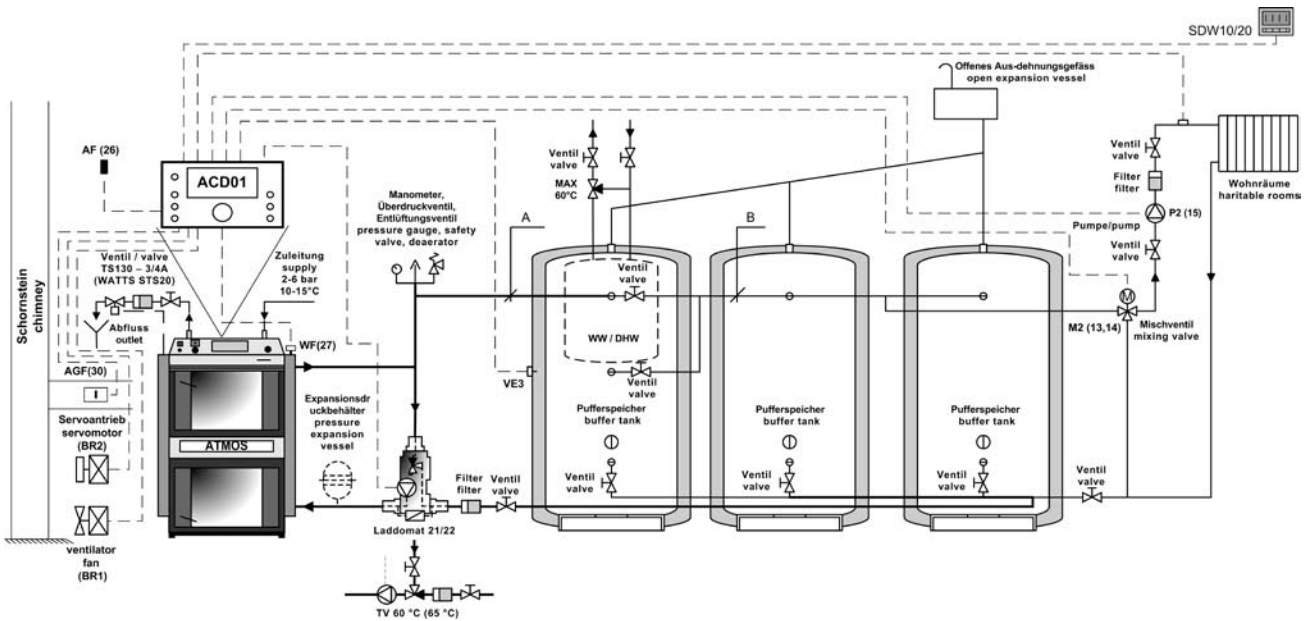 SDW10/20
Offenes Aus-dehnungsgefäss
open expansion vessel
AF (26)
ACD01
Ventil
valve
MAX
60°C
Manometer,
Überdruckventil,
Entlüftungsventil
pressure gauge, safety
valve, deaerator
A
B
Ventil
valve
Filter
filter
P2 (15)
Pumpe/pump
Ventil
valve
Wohnräume
haritable rooms
Ventil / valve
TS130 – 3/4A
(WATTS STS20)
Zuleitung
supply
2-6 bar
10-15°C
Schornstein
chimney
Abfluss
outlet
WF(27)
AGF(30)
Ventil
valve
WW / DHW
Ventil
valve
VE3
M
M2 (13,14)
Mischventil
mixing valve
Servoantrieb
servomotor
(BR2)
ATMOS
Expansionsdr
uckbehälter
pressure
expansion
vessel
Pufferspeicher
buffer tank
Pufferspeicher
buffer tank
Pufferspeicher
buffer tank
Filter
filter
Ventil
valve
Ventil
valve
Ventil
valve
Ventil
valve
Ventil
valve
Laddomat 21/22
ventilator
fan
(BR1)
TV 60 °C (65 °C)